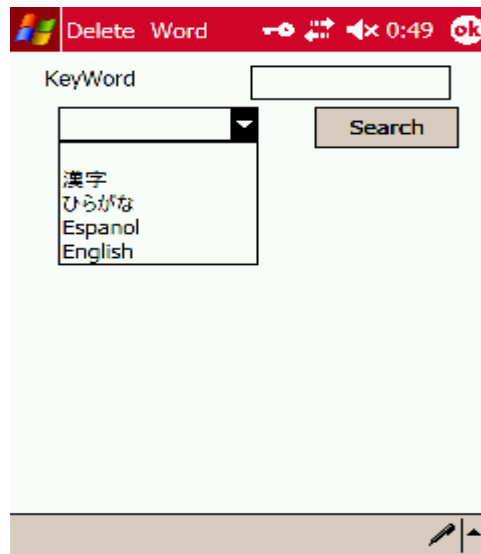 Delete Word 0:49 ok
KeyWord
Search
漢字
ひらがな
Espanol
English